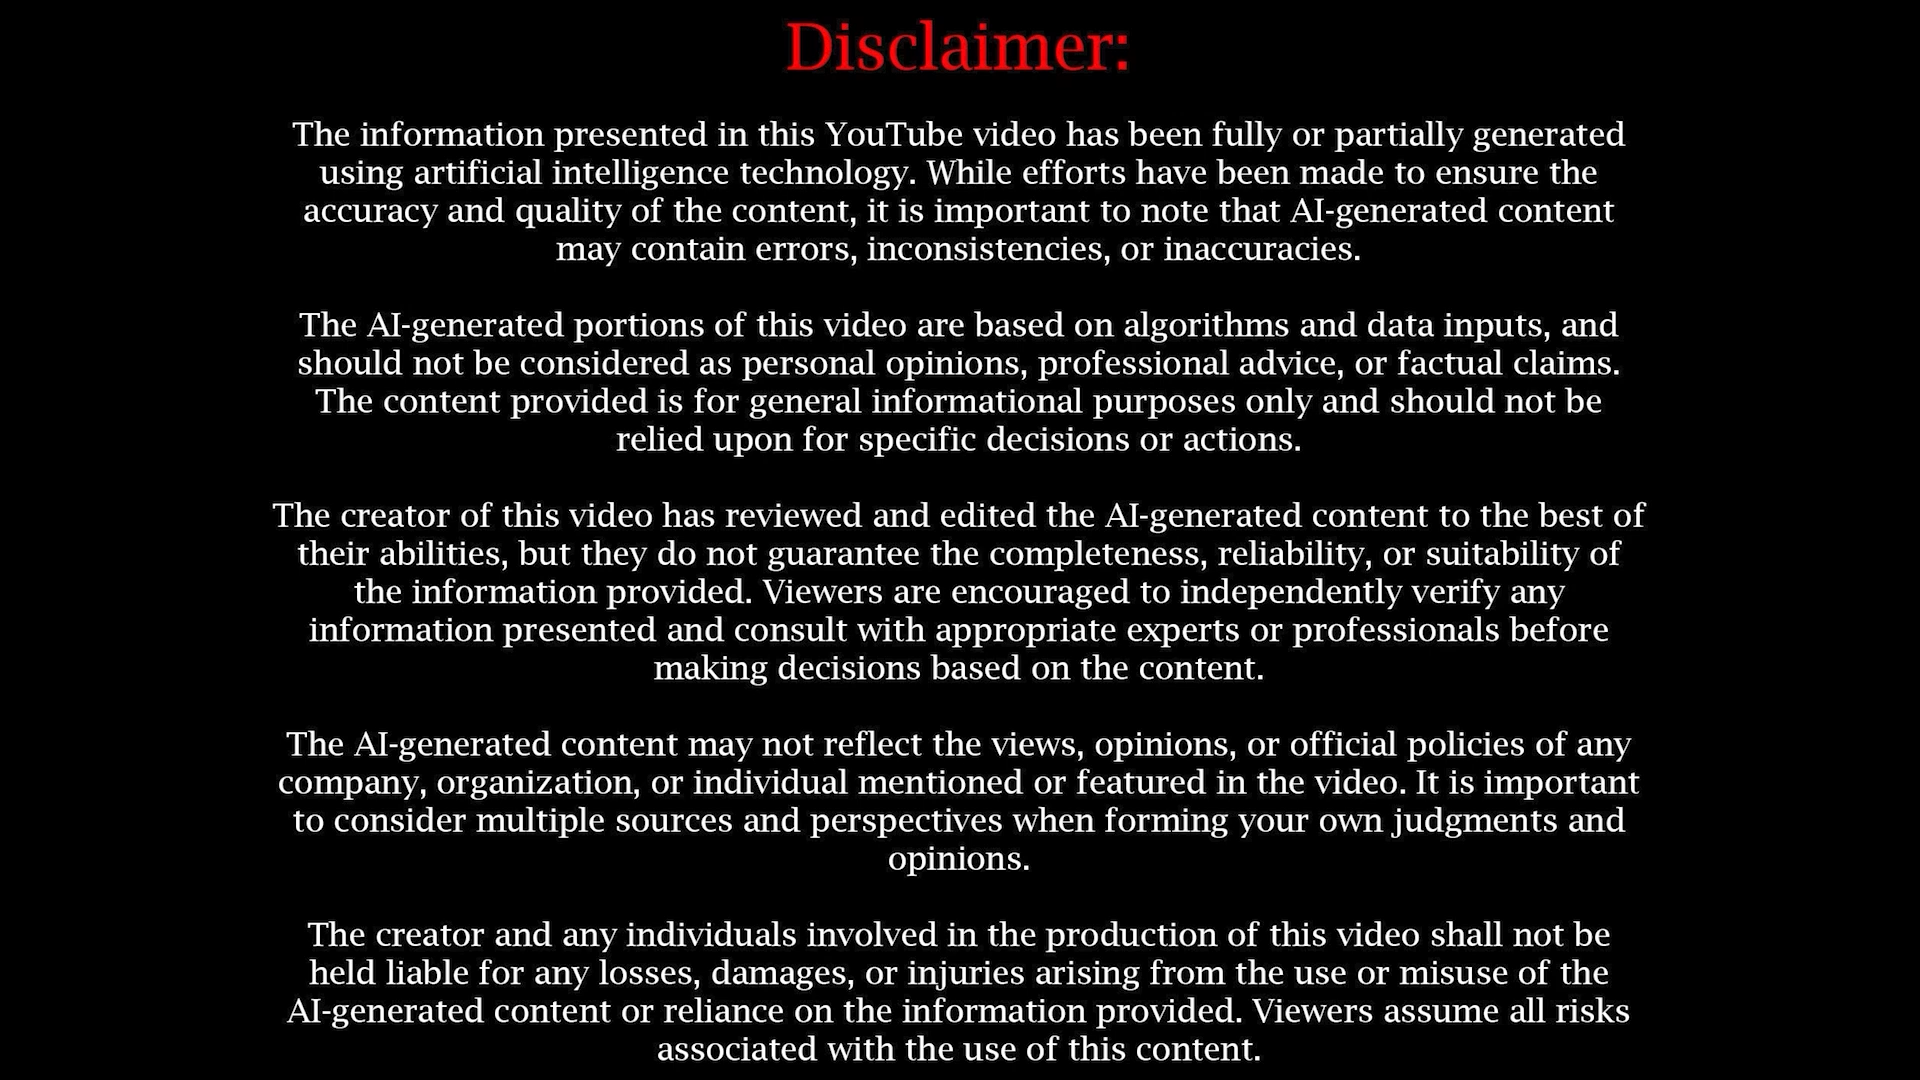 Disclaimer:
The information presented in this YouTube video has been fully or partially generated
using artificial intelligence technology. While efforts have been made to ensure the
accuracy and quality of the content, it is important to note that AI-generated content
may contain errors, inconsistencies, or inaccuracies.
The AI-generated portions of this video are based on algorithms and data inputs, and
should not be considered as personal opinions, professional advice, or factual claims.
The content provided is for general informational purposes only and should not be
relied upon for specific decisions or actions.
The creator of this video has reviewed and edited the AI-generated content to the best of
their abilities, but they do not guarantee the completeness, reliability, or suitability of
the information provided. Viewers are encouraged to independently verify any
information presented and consult with appropriate experts or professionals before
making decisions based on the content.
The AI-generated content may not reflect the views, opinions, or official policies of any
company, organization, or individual mentioned or featured in the video. It is important
to consider multiple sources and perspectives when forming your own judgments and
opinions.
The creator and any individuals involved in the production of this video shall not be
held liable for any losses, damages, or injuries arising from the use or misuse of the
AI-generated content or reliance on the information provided. Viewers assume all risks
associated with the use of this content.